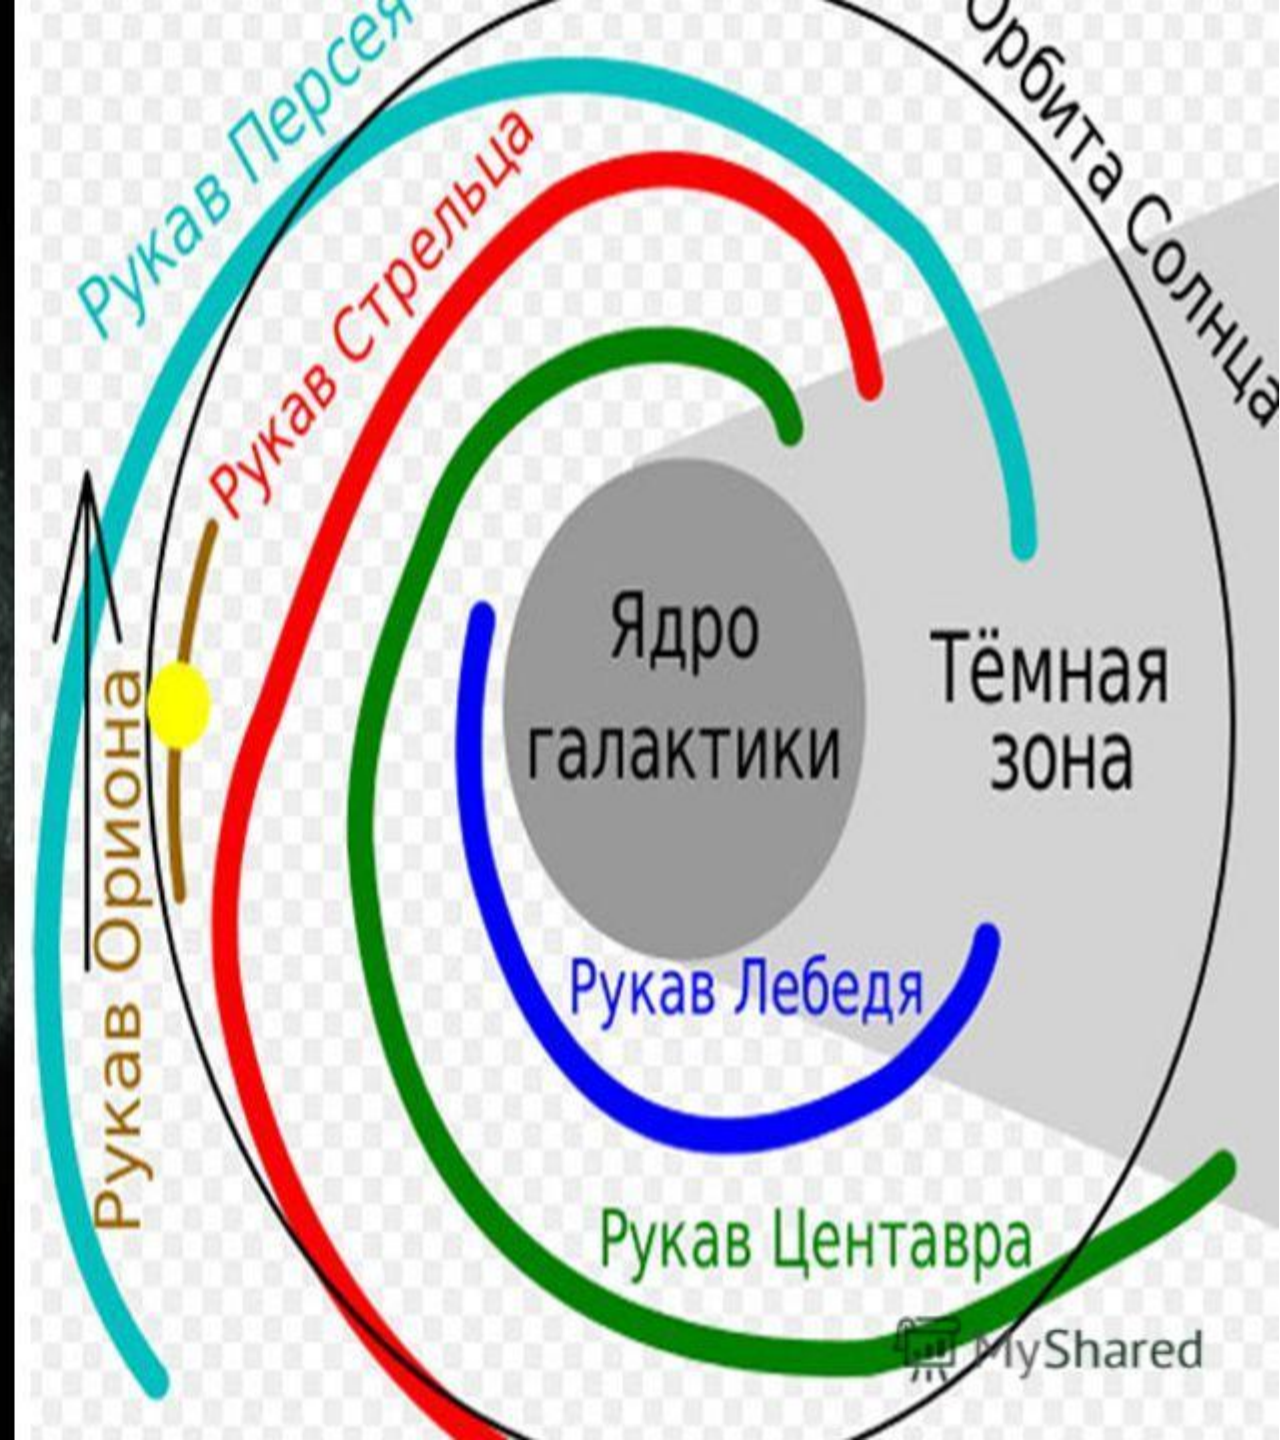 Рукав Персея
Орбита Солнца
Рукав Стрельца
Ядро
галактики
Тёмная
зона
Рукав Ориона
Рукав Лебедя
Рукав Центавра
MyShared